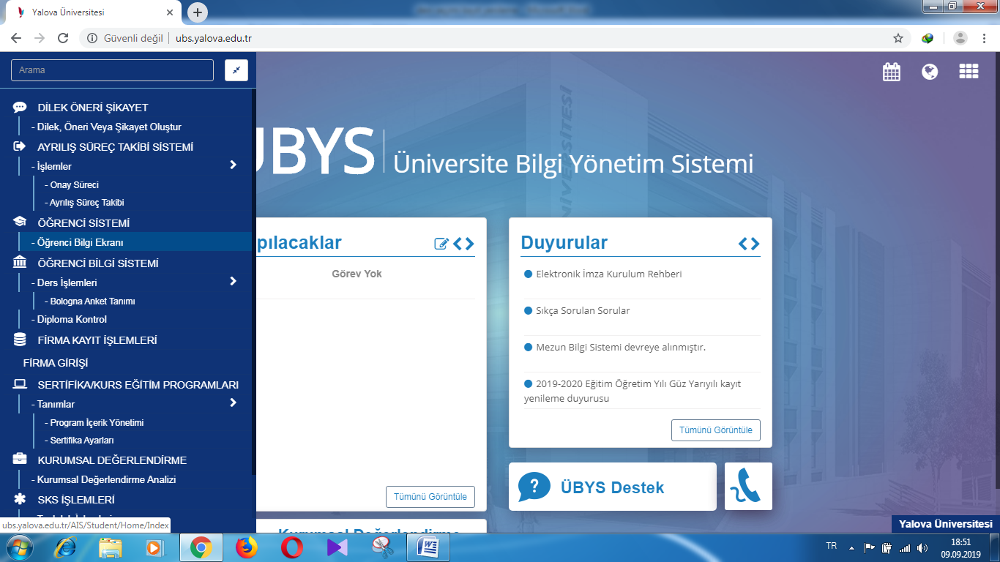 Yalova Üniversitesi
Güvenli değil
ubs.yalova.edu.tr
Arama
DİLEK ÖNERİ ŞİKAYET
- Dilek, Öneri Veya Şikayet Oluştur
AYRILIŞ SÜREÇ TAKİBİ SİSTEMİ
- İşlemler
- Onay Süreci
- Ayrılış Süreç Takibi
ÖĞRENCİ SİSTEMİ
- Öğrenci Bilgi Ekranı
ÖĞRENCİ BİLGİ SİSTEMİ
- Ders İşlemleri
- Bologna Anket Tanımı
- Diploma Kontrol
FİRMA KAYIT İŞLEMLERİ
FİRMA GİRİŞİ
SERTİFİKA/KURS EĞİTİM PROGRAMLARI
- Tanımlar
- Program İçerik Yönetimi
- Sertifika Ayarları
KURUMSAL DEĞERLENDİRME
- Kurumsal Değerlendirme Analizi
SKS İŞLEMLERİ
ubs.yalova.edu.tr/AIS/Student/Home/Index
ÜBYS
Üniversite Bilgi Yönetim Sistemi
NİVERSİTESİ
pılacaklar
Görev Yok
Tümünü Görüntüle
Kurumsal Değerlendirme
Duyurular
Elektronik İmza Kurulum Rehberi
Sıkça Sorulan Sorular
Mezun Bilgi Sistemi devreye alınmıştır.
2019-2020 Eğitim Öğretim Yılı Güz Yarıyılı kayıt
yenileme duyurusu
Tümünü Görüntüle
ÜBYS Destek
Yalova Üniversitesi
TR
18:51
09.09.2019